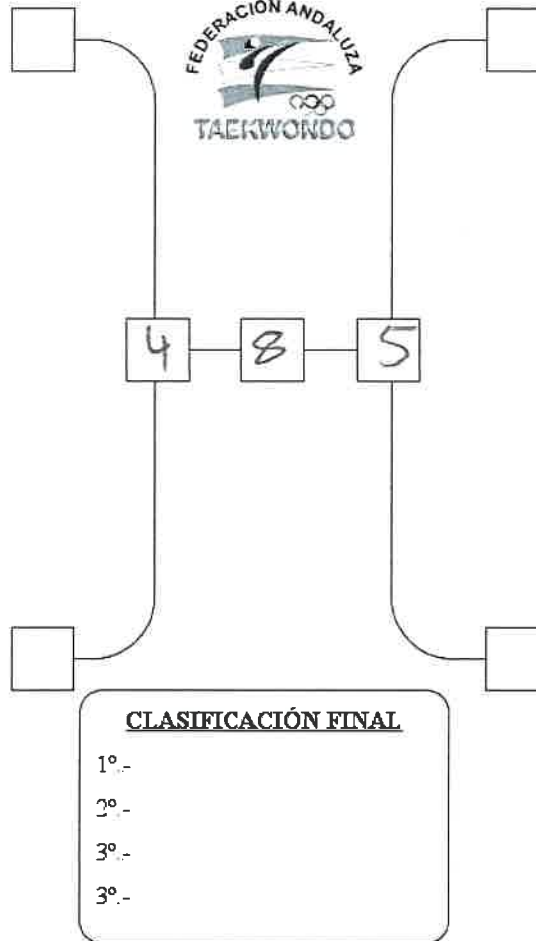 FEDERACIÓN ANDALUZA
TAEKWONDO
4 8 5
CLASIFICACIÓN FINAL
1º.-
2º.-
3º.-
3º.-